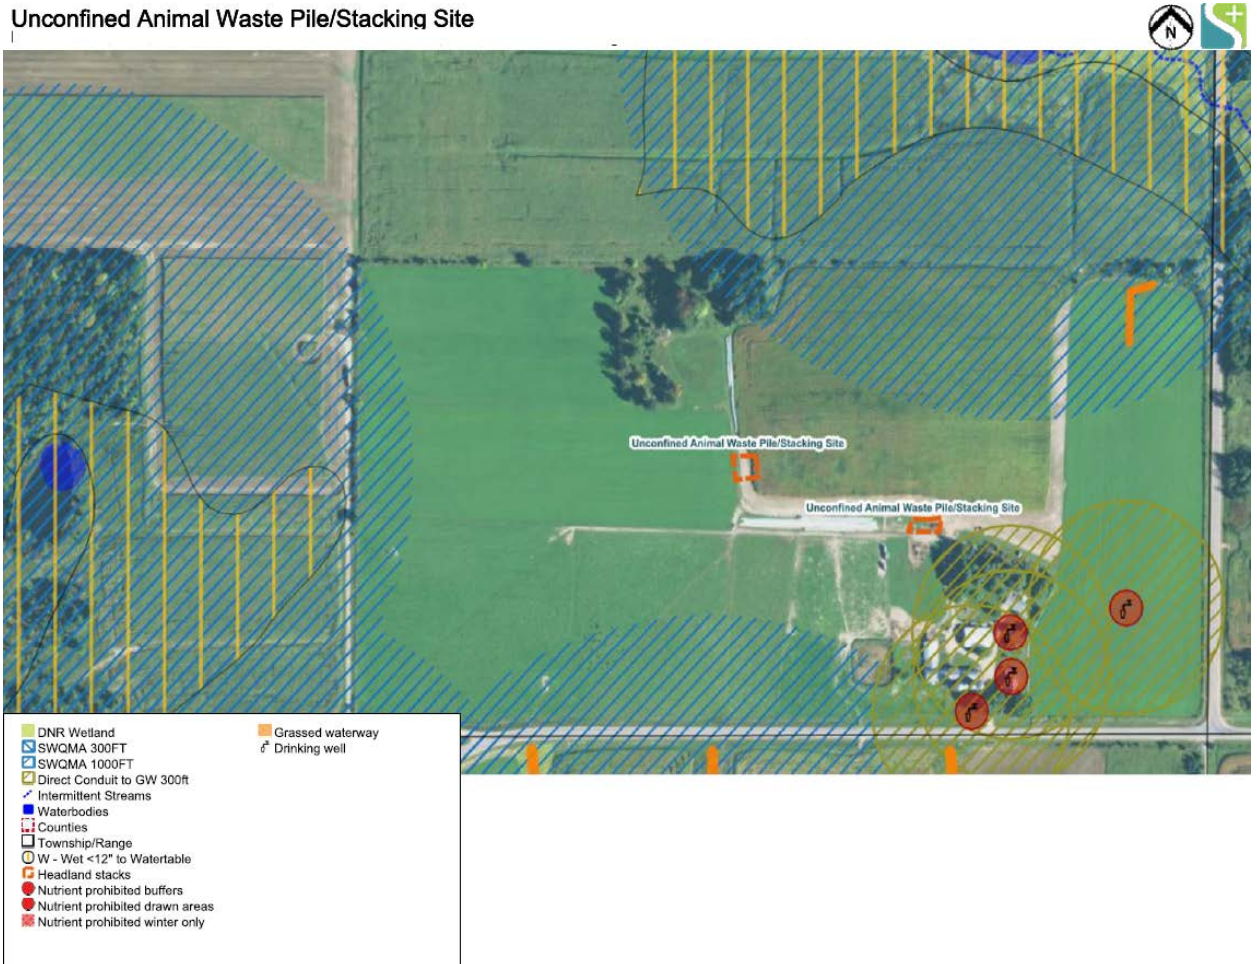 Unconfined Animal Waste Pile/Stacking Site
N
Unconfined Animal Waste Pile/Stacking Site
Unconfined Animal Waste Pile/Stacking Site
DNR Wetland
SWQMA 300FT
SWQMA 1000FT
Direct Conduit to GW 300ft
Intermittent Streams
Waterbodies
Counties
Township/Range
W - Wet <12" to Watertable
Headland stacks
Nutrient prohibited buffers
Nutrient prohibited drawn areas
Nutrient prohibited winter only
Grassed waterway
Drinking well